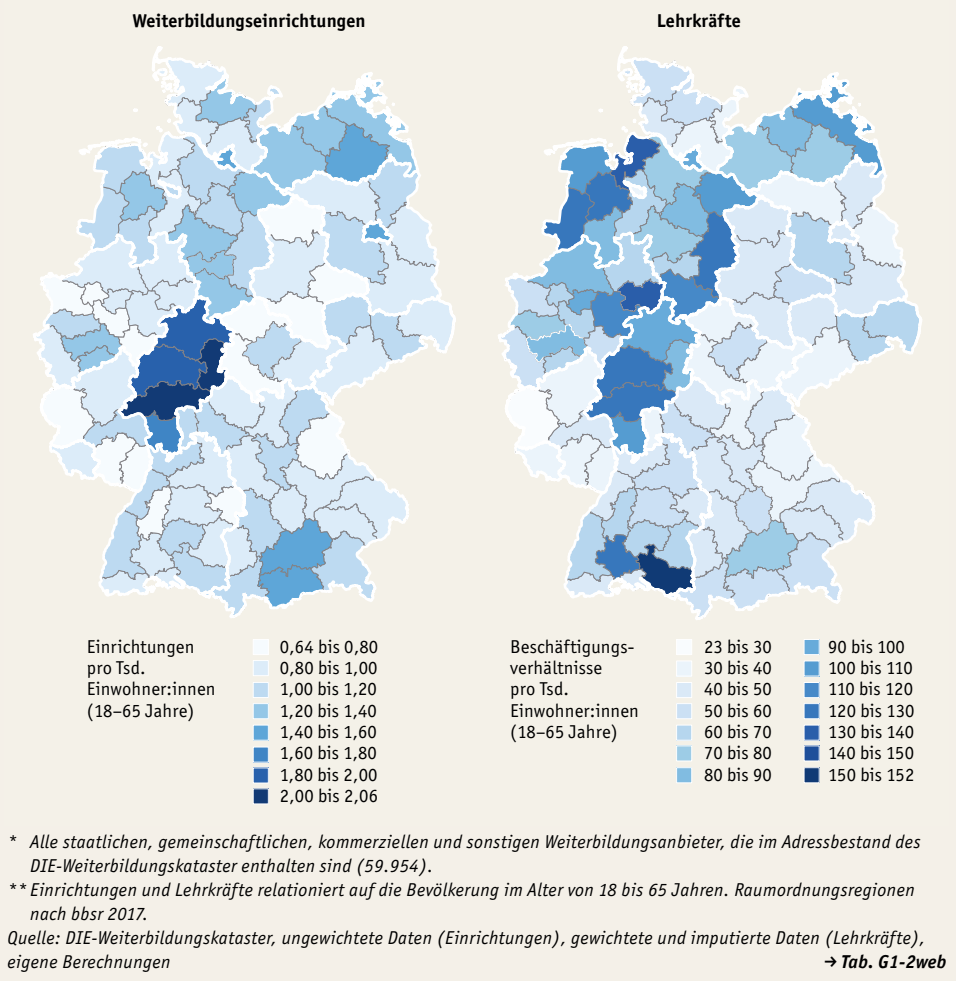 Weiterbildungseinrichtungen
Lehrkräfte
Einrichtungen
pro Tsd.
Einwohner:innen
(18–65 Jahre)
0,64 bis 0,80
0,80 bis 1,00
1,00 bis 1,20
1,20 bis 1,40
1,40 bis 1,60
1,60 bis 1,80
1,80 bis 2,00
2,00 bis 2,06
Beschäftigungs-
verhältnisse
pro Tsd.
Einwohner:innen
(18–65 Jahre)
23 bis 30
30 bis 40
40 bis 50
50 bis 60
60 bis 70
70 bis 80
80 bis 90
90 bis 100
100 bis 110
110 bis 120
120 bis 130
130 bis 140
140 bis 150
150 bis 152
* Alle staatlichen, gemeinschaftlichen, kommerziellen und sonstigen Weiterbildungsanbieter, die im Adressbestand des
DIE-Weiterbildungskataster enthalten sind (59.954).
** Einrichtungen und Lehrkräfte relationiert auf die Bevölkerung im Alter von 18 bis 65 Jahren. Raumordnungsregionen
nach bbsr 2017.
Quelle: DIE-Weiterbildungskataster, ungewichtete Daten (Einrichtungen), gewichtete und imputierte Daten (Lehrkräfte),
eigene Berechnungen
→ Tab. G1-2web